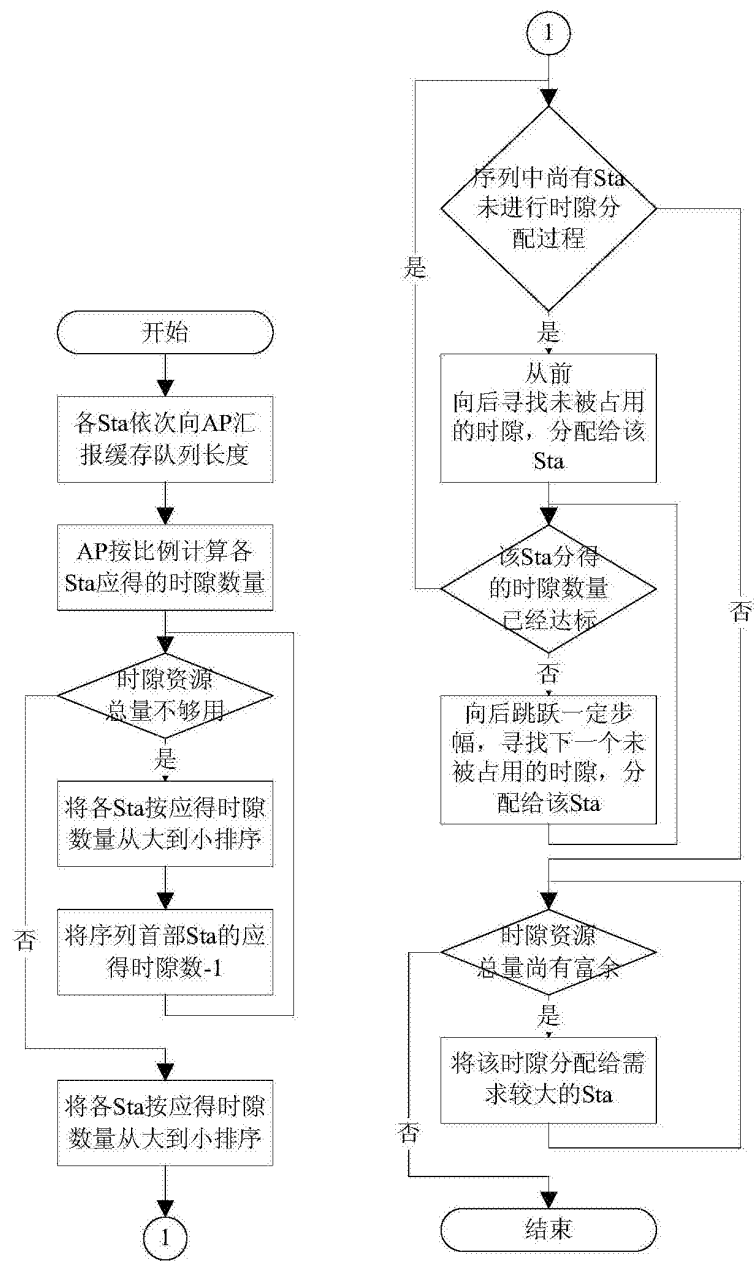 开始
各Sta依次向AP汇
报缓存队列长度
AP按比例计算各
Sta应得的时隙数量
时隙资源
总量不够用
是
将各Sta按应得时隙
数量从大到小排序
将序列首部Sta的应
得时隙数-1
否
将各Sta按应得时隙
数量从大到小排序
1
1
序列中尚有Sta
未进行时隙分
配过程
是
是
从前
向后寻找未被占用
的时隙，分配给该
Sta
该Sta分得
的时隙数量
已经达标
否
否
向后跳跃一定步
幅，寻找下一个未
被占用的时隙，分
配给该Sta
时隙资源
总量尚有富余
是
将该时隙分配给需
求较大的Sta
否
结束